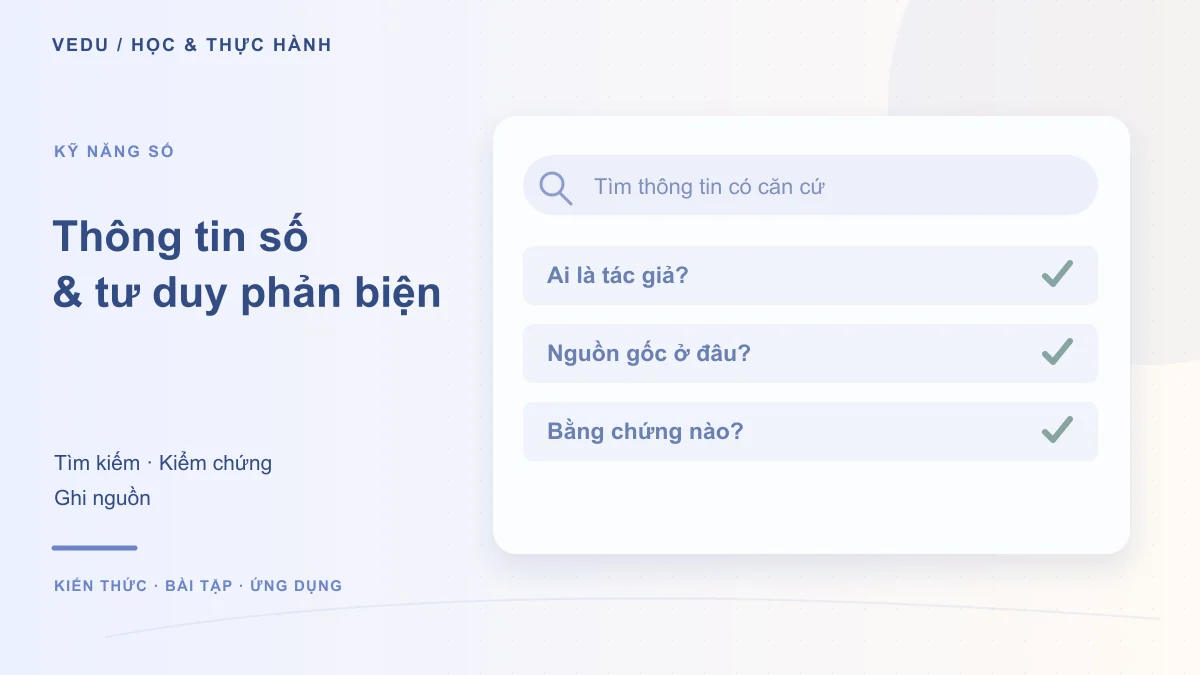 VEDU / HỌC & THỰC HÀNH
KỸ NĂNG SỐ
Thông tin số
& tư duy phản biện
Tìm kiếm · Kiểm chứng
Ghi nguồn
KIẾN THỨC · BÀI TẬP · ỨNG DỤNG
Tìm thông tin có căn cứ
Ai là tác giả?
Nguồn gốc ở đâu?
Bằng chứng nào?